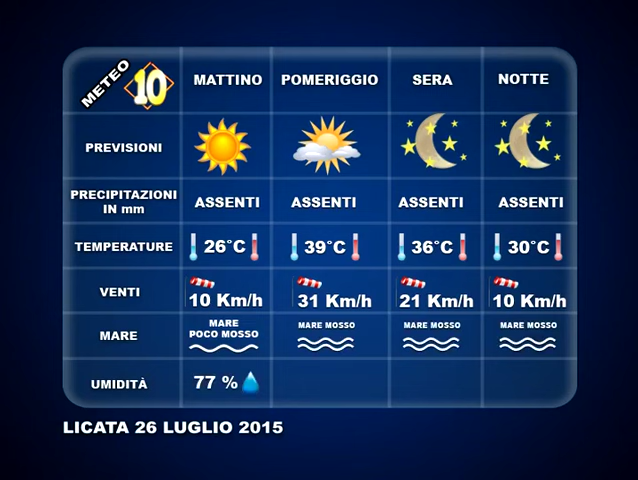 METEO 10
MATTINO POMERIGGIO SERA NOTTE
PREVISIONI
PRECIPITAZIONI
IN mm
ASSENTI ASSENTI ASSENTI ASSENTI
TEMPERATURE 26°C 39°C 36°C 30°C
VENTI 10 Km/h 31 Km/h 21 Km/h 10 Km/h
MARE
MARE
POCO MOSSO
MARE MOSSO MARE MOSSO MARE MOSSO
UMIDITÀ 77 %
LICATA 26 LUGLIO 2015